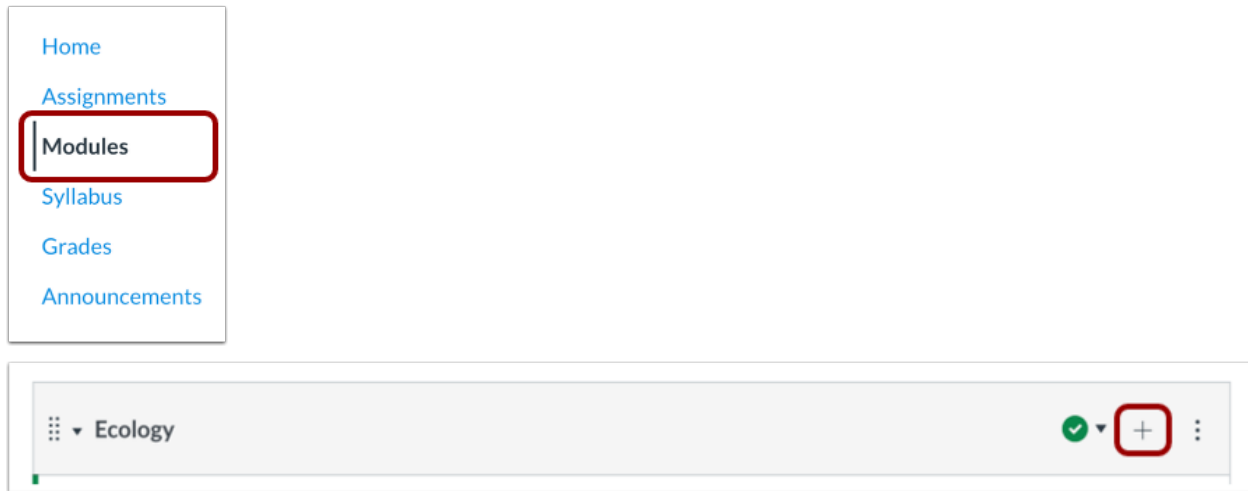 Home
Assignments
Modules
Syllabus
Grades
Announcements
Ecology